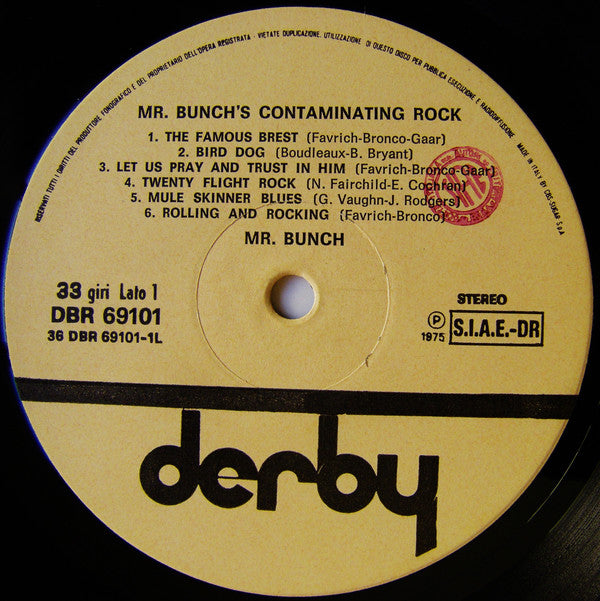 RISERVATI TUTTI I DIRITTI DEL PRODUTTORE FONOGRAFICO E DEL PROPRIETARIO DELL'OPERA REGISTRATA - VIETATE DUPLICAZIONE, UTILIZZAZIONE DI QUESTO DISCO PER PUBBLICA ESECUZIONE E RADIODIFFUSIONE
MADE IN ITALY BY CBS-SUGAR S.p.A
MR. BUNCH'S CONTAMINATING ROCK
1. THE FAMOUS BREST (Favrich-Bronco-Gaar)
2. BIRD DOG (Boudleaux-B. Bryant)
3. LET US PRAY AND TRUST IN HIM (Favrich-Bronco-Gaar)
4. TWENTY FLIGHT ROCK (N. Fairchild-E. Cochran)
5. MULE SKINNER BLUES (G. Vaughn-J. Rodgers)
6. ROLLING AND ROCKING (Favrich-Bronco)
MR. BUNCH
33 giri Lato 1
DBR 69101
36 DBR 69101-1L
STEREO
P
1975
S.I.A.E.-DR
derby